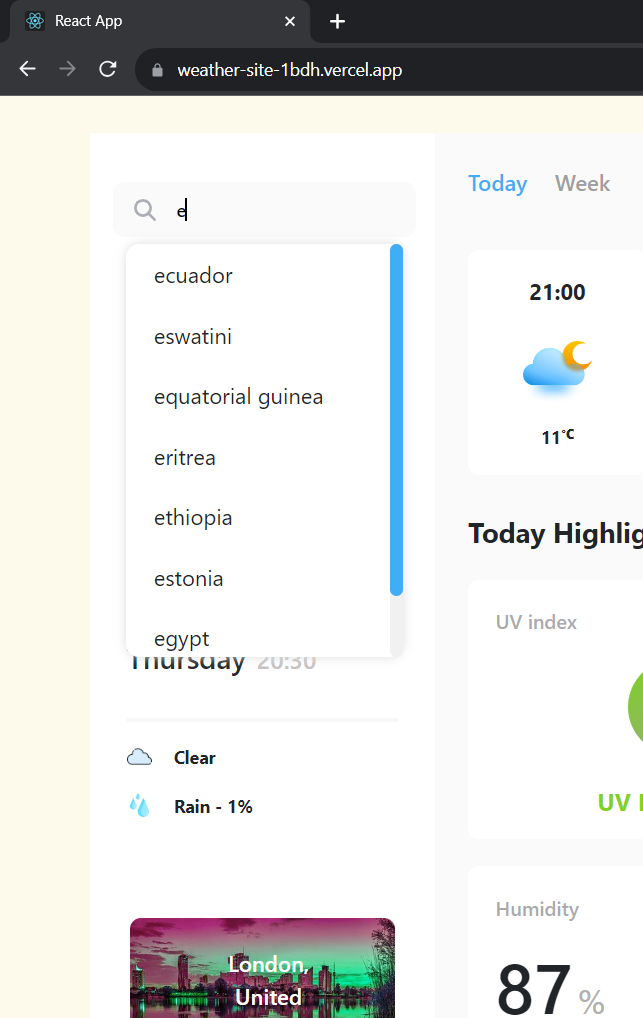 React App
weather-site-1bdh.vercel.app
e
ecuador
eswatini
equatorial guinea
eritrea
ethiopia
estonia
egypt
Thursday 20:30
Clear
Rain - 1%
London,
United
Today Week
21:00
11°C
Today Highlig
UV index
UV
Humidity
87 %